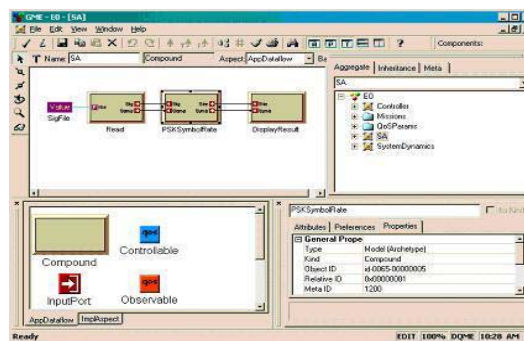 GME - E0 - [SA]
File Edit View Window Help
Components:
Name: SA Compound Aspect: AppDataflow Ba
Value
SigFile
Read
PSKSymbolRate
DisplayResult
Aggregate Inheritance Meta
SA
E0
Controller
Missions
QoSParams
SA
SystemDynamics
Compound
qos
Controllable
InputPort
qos
Observable
AppDataflow ImplAspect
PSKSymbolRate
Attributes Preferences Properties
General Prope
Type Model (Archetype)
Kind Compound
Object ID id-0065-00000005
Relative ID 0x00000001
Meta ID 1200
Ready
EDIT 100% DQME 10:28 AM